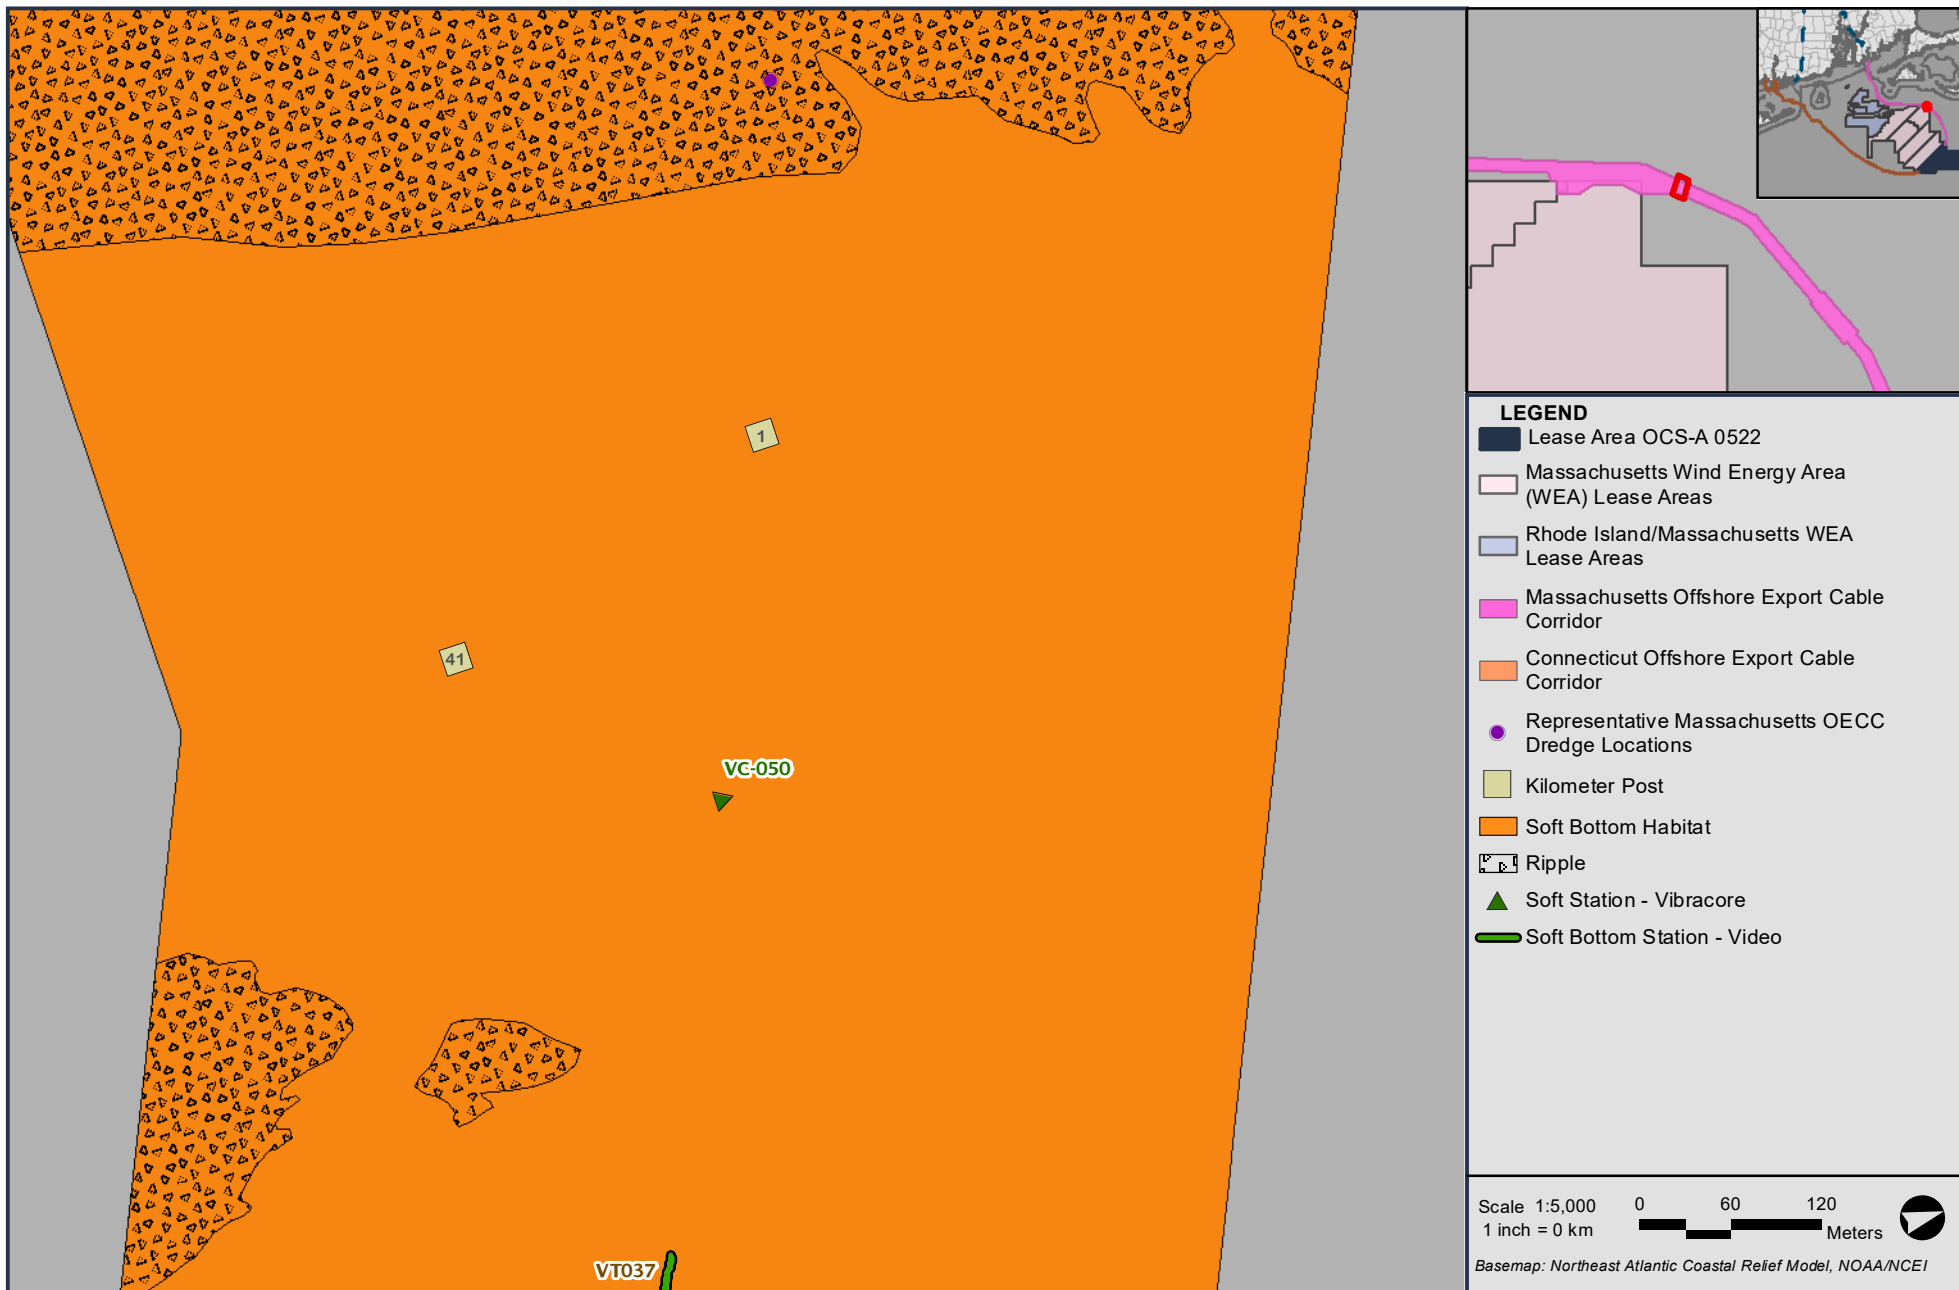 1
41
VC-050
VT037
LEGEND
Lease Area OCS-A 0522
Massachusetts Wind Energy Area
(WEA) Lease Areas
Rhode Island/Massachusetts WEA
Lease Areas
Massachusetts Offshore Export Cable
Corridor
Connecticut Offshore Export Cable
Corridor
Representative Massachusetts OECC
Dredge Locations
Kilometer Post
Soft Bottom Habitat
Ripple
Soft Station - Vibracore
Soft Bottom Station - Video
Scale 1:5,000
1 inch = 0 km
0 60 120
Meters
Basemap: Northeast Atlantic Coastal Relief Model, NOAA/NCEI